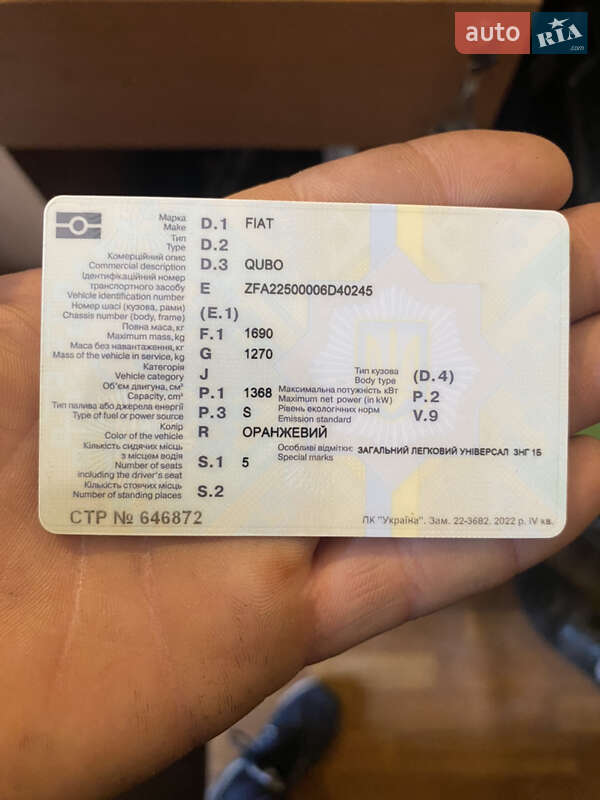 auto RIA .com
Марка
Make D.1 FIAT
Тип
Type D.2
Комерційний опис
Commercial description D.3 QUBO
Ідентифікаційний номер
транспортного засобу
Vehicle identification number E ZFA22500006D40245
Номер шасі (кузова, рами)
Chassis number (body, frame) (E.1)
Повна маса, кг
Maximum mass, kg F.1 1690
Маса без навантаження, кг
Mass of the vehicle in service, kg G 1270
Категорія
Vehicle category J
Тип кузова
Body type (D.4)
Об'єм двигуна, см³
Capacity, cm³ P.1 1368
Максимальна потужність кВт
Maximum net power (in kW) P.2
Тип палива або джерела енергії
Type of fuel or power source P.3 S
Рівень екологічних норм
Emission standard V.9
Колір
Color of the vehicle R ОРАНЖЕВИЙ
Кількість сидячих місць
з місцем водія
Number of seats
including the driver's seat S.1 5
Особливі відмітки:
Special marks ЗАГАЛЬНИЙ ЛЕГКОВИЙ УНІВЕРСАЛ ЗНГ 1Б
Кількість стоячих місць
Number of standing places S.2
СТР № 646872
ПК "Україна". Зам. 22-3682. 2022 р. IV кв.